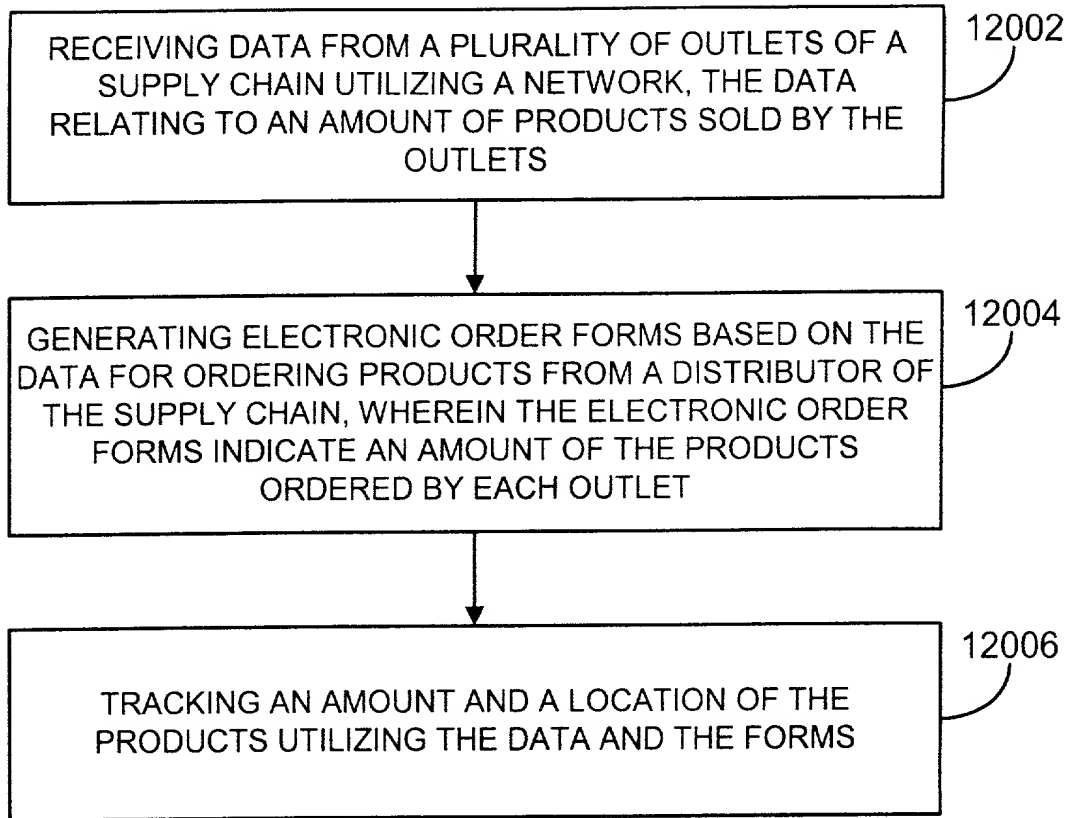 12002
RECEIVING DATA FROM A PLURALITY OF OUTLETS OF A
SUPPLY CHAIN UTILIZING A NETWORK, THE DATA
RELATING TO AN AMOUNT OF PRODUCTS SOLD BY THE
OUTLETS
12004
GENERATING ELECTRONIC ORDER FORMS BASED ON THE
DATA FOR ORDERING PRODUCTS FROM A DISTRIBUTOR OF
THE SUPPLY CHAIN, WHEREIN THE ELECTRONIC ORDER
FORMS INDICATE AN AMOUNT OF THE PRODUCTS
ORDERED BY EACH OUTLET
12006
TRACKING AN AMOUNT AND A LOCATION OF THE
PRODUCTS UTILIZING THE DATA AND THE FORMS